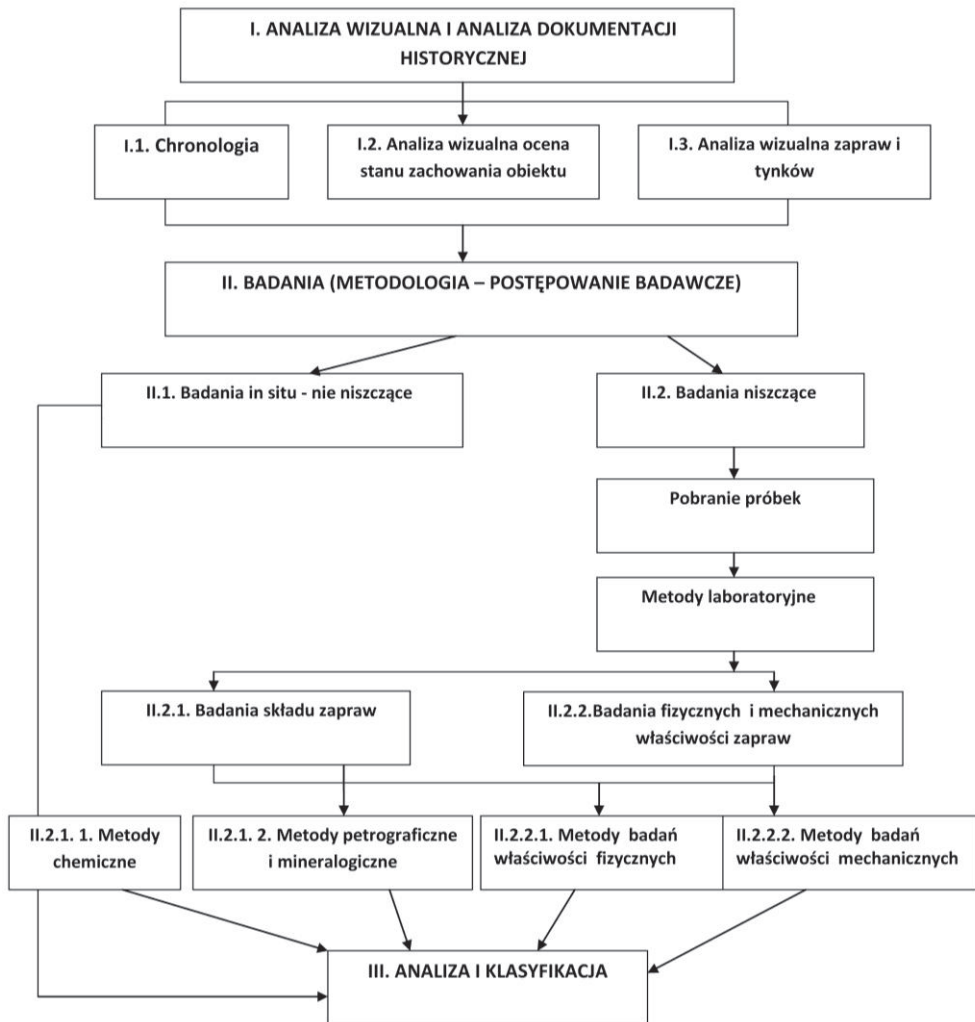 I. ANALIZA WIZUALNA I ANALIZA DOKUMENTACJI
HISTORYCZNEJ
I.1. Chronologia
I.2. Analiza wizualna ocena
stanu zachowania obiektu
I.3. Analiza wizualna zapraw i
tynków
II. BADANIA (METODOLOGIA – POSTĘPOWANIE BADAWCZE)
II.1. Badania in situ - nie niszczące
II.2. Badania niszczące
Pobranie próbek
Metody laboratoryjne
II.2.1. Badania składu zapraw
II.2.2.Badania fizycznych i mechanicznych
właściwości zapraw
II.2.1. 1. Metody
chemiczne
II.2.1. 2. Metody petrograficzne
i mineralogiczne
II.2.2.1. Metody badań
właściwości fizycznych
II.2.2.2. Metody badań
właściwości mechanicznych
III. ANALIZA I KLASYFIKACJA